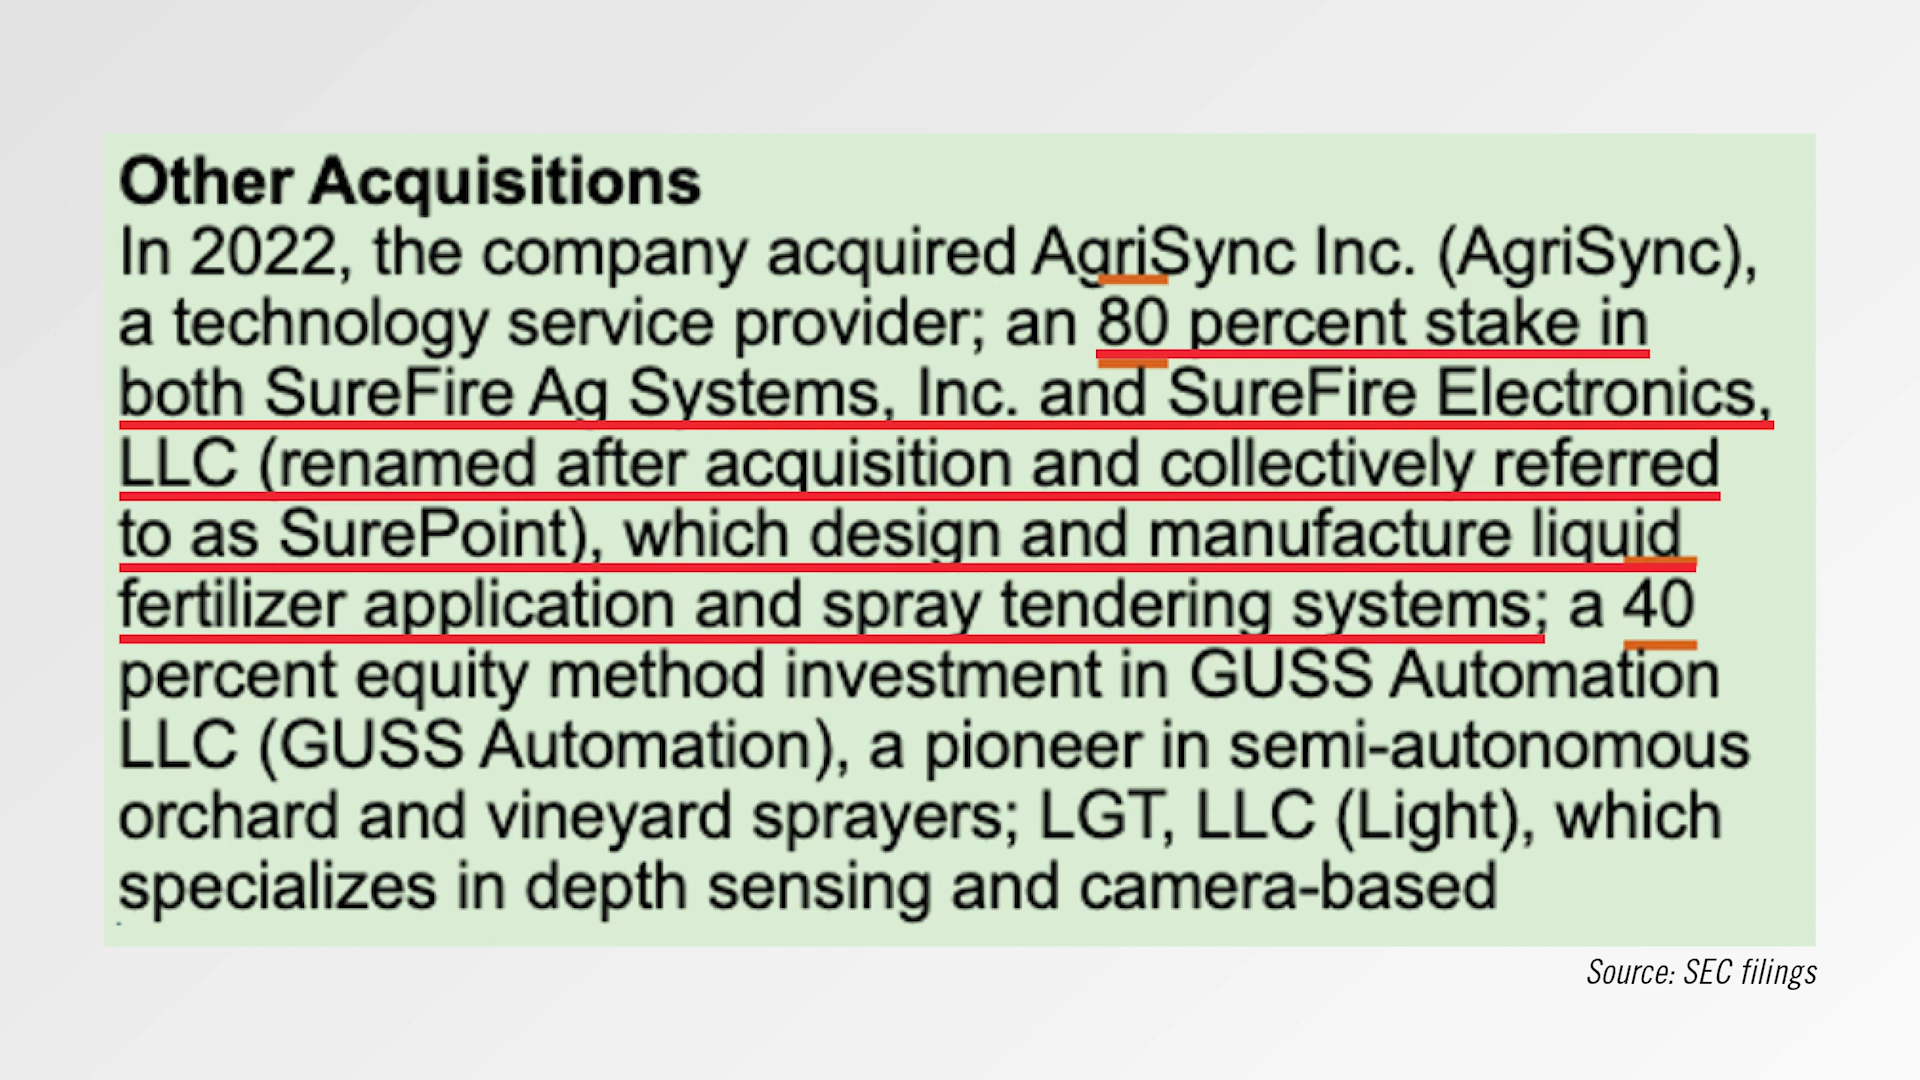 Other Acquisitions
In 2022, the company acquired AgriSync Inc. (AgriSync),
a technology service provider; an 80 percent stake in
both SureFire Ag Systems, Inc. and SureFire Electronics,
LLC (renamed after acquisition and collectively referred
to as SurePoint), which design and manufacture liquid
fertilizer application and spray tendering systems; a 40
percent equity method investment in GUSS Automation
LLC (GUSS Automation), a pioneer in semi-autonomous
orchard and vineyard sprayers; LGT, LLC (Light), which
specializes in depth sensing and camera-based
Source: SEC filings